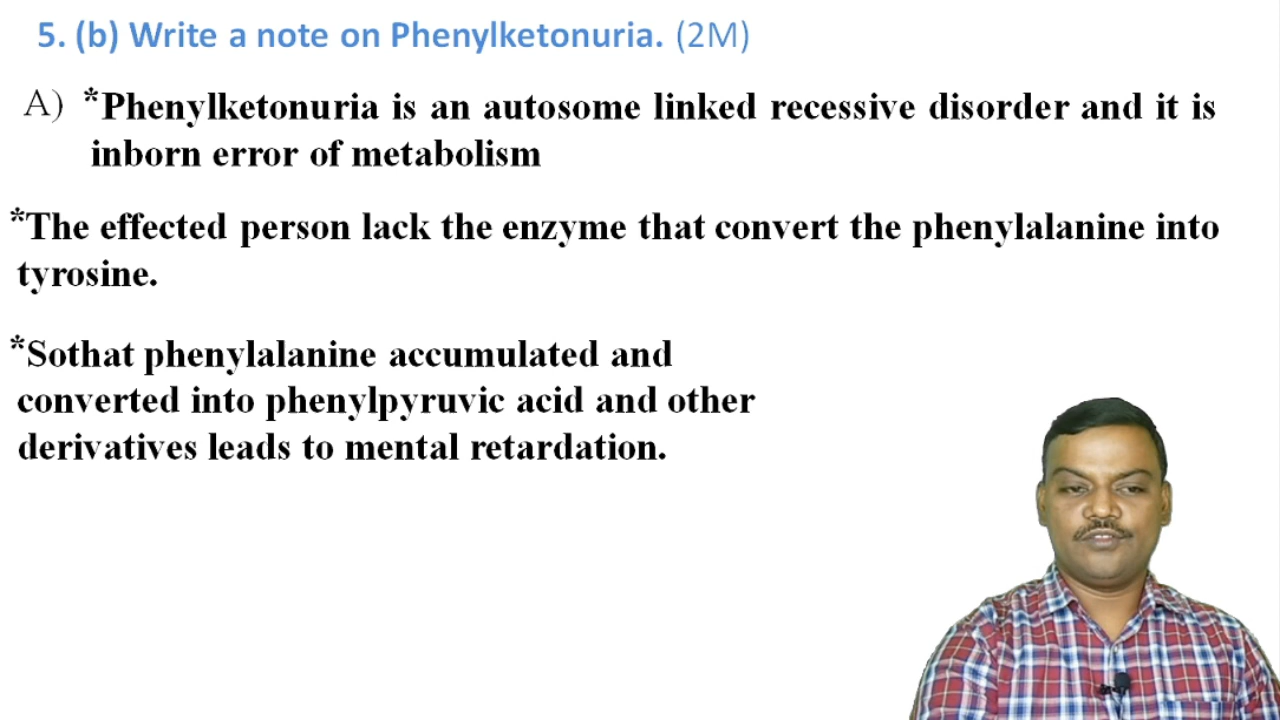 5. (b) Write a note on Phenylketonuria. (2M)
A) *Phenylketonuria is an autosome linked recessive disorder and it is
inborn error of metabolism
*The effected person lack the enzyme that convert the phenylalanine into
tyrosine.
*Sothat phenylalanine accumulated and
converted into phenylpyruvic acid and other
derivatives leads to mental retardation.